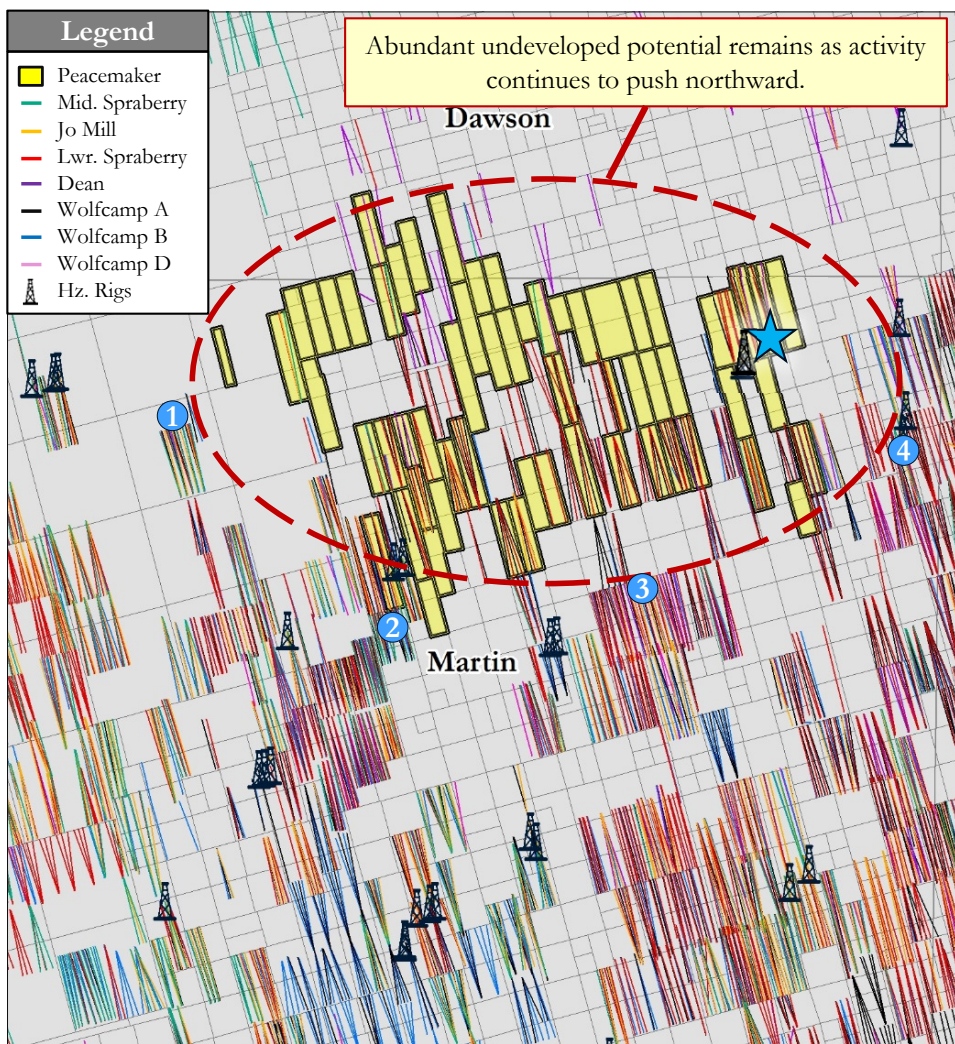 Legend
Peacemaker
Mid. Spraberry
Jo Mill
Lwr. Spraberry
Dean
Wolfcamp A
Wolfcamp B
Wolfcamp D
Hz. Rigs
Abundant undeveloped potential remains as activity
continues to push northward.
Dawson
1
4
3
2
Martin